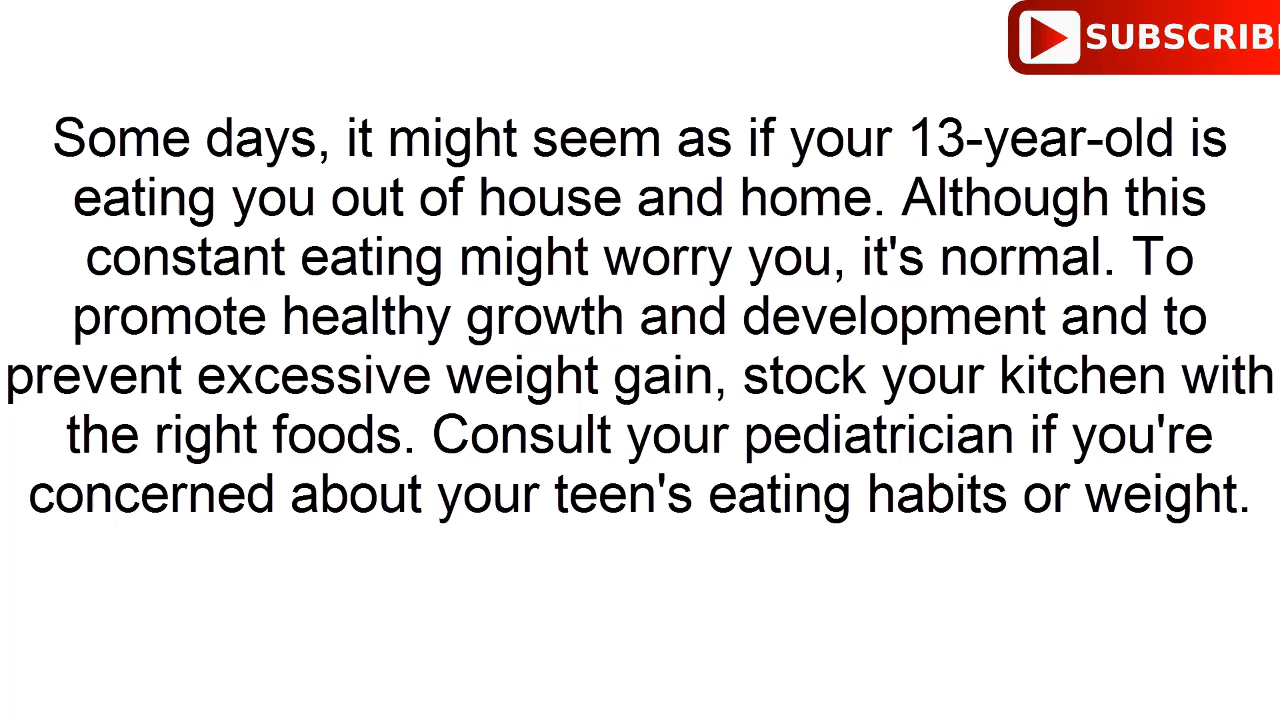 SUBSCRIBE
Some days, it might seem as if your 13-year-old is
eating you out of house and home. Although this
constant eating might worry you, it's normal. To
promote healthy growth and development and to
prevent excessive weight gain, stock your kitchen with
the right foods. Consult your pediatrician if you're
concerned about your teen's eating habits or weight.